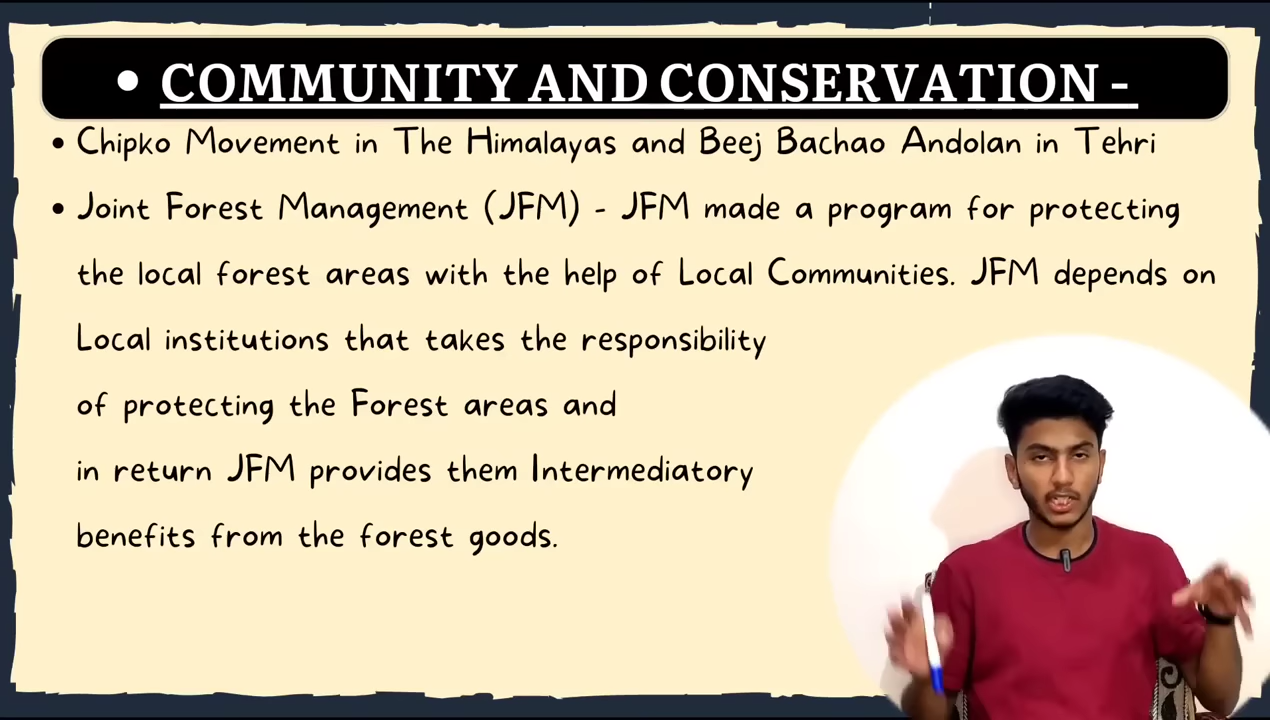 • COMMUNITY AND CONSERVATION -
• Chipko Movement in The Himalayas and Beej Bachao Andolan in Tehri
• Joint Forest Management (JFM) - JFM made a program for protecting
the local forest areas with the help of Local Communities. JFM depends on
Local institutions that takes the responsibility
of protecting the Forest areas and
in return JFM provides them Intermediatory
benefits from the forest goods.